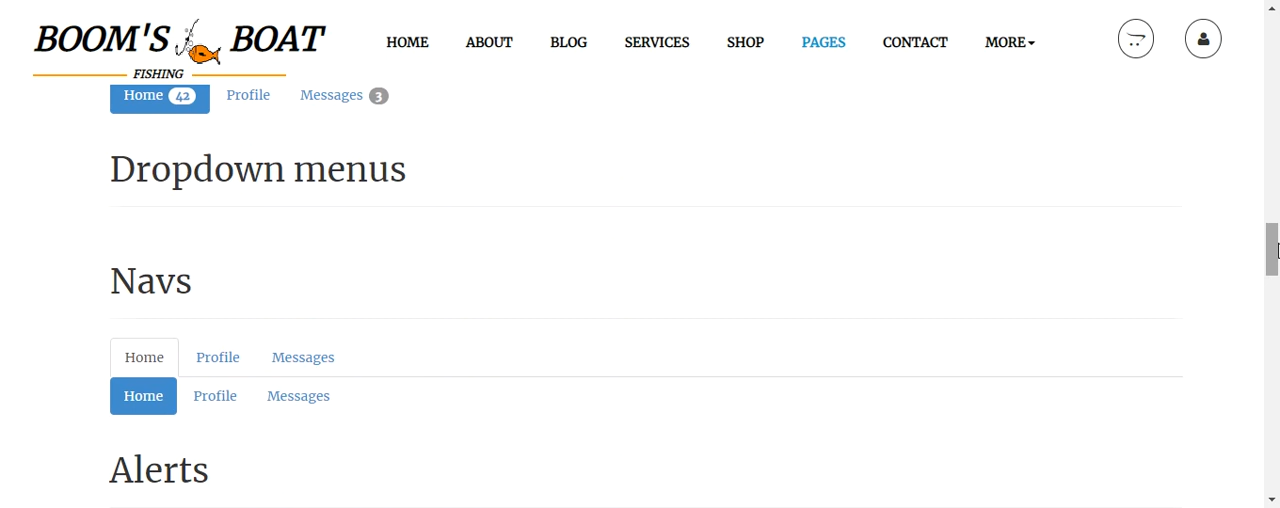 BOOM'S BOAT
FISHING
HOME ABOUT BLOG SERVICES SHOP PAGES CONTACT MORE
Home 42 Profile Messages 3
Dropdown menus
Navs
Home Profile Messages
Home Profile Messages
Alerts